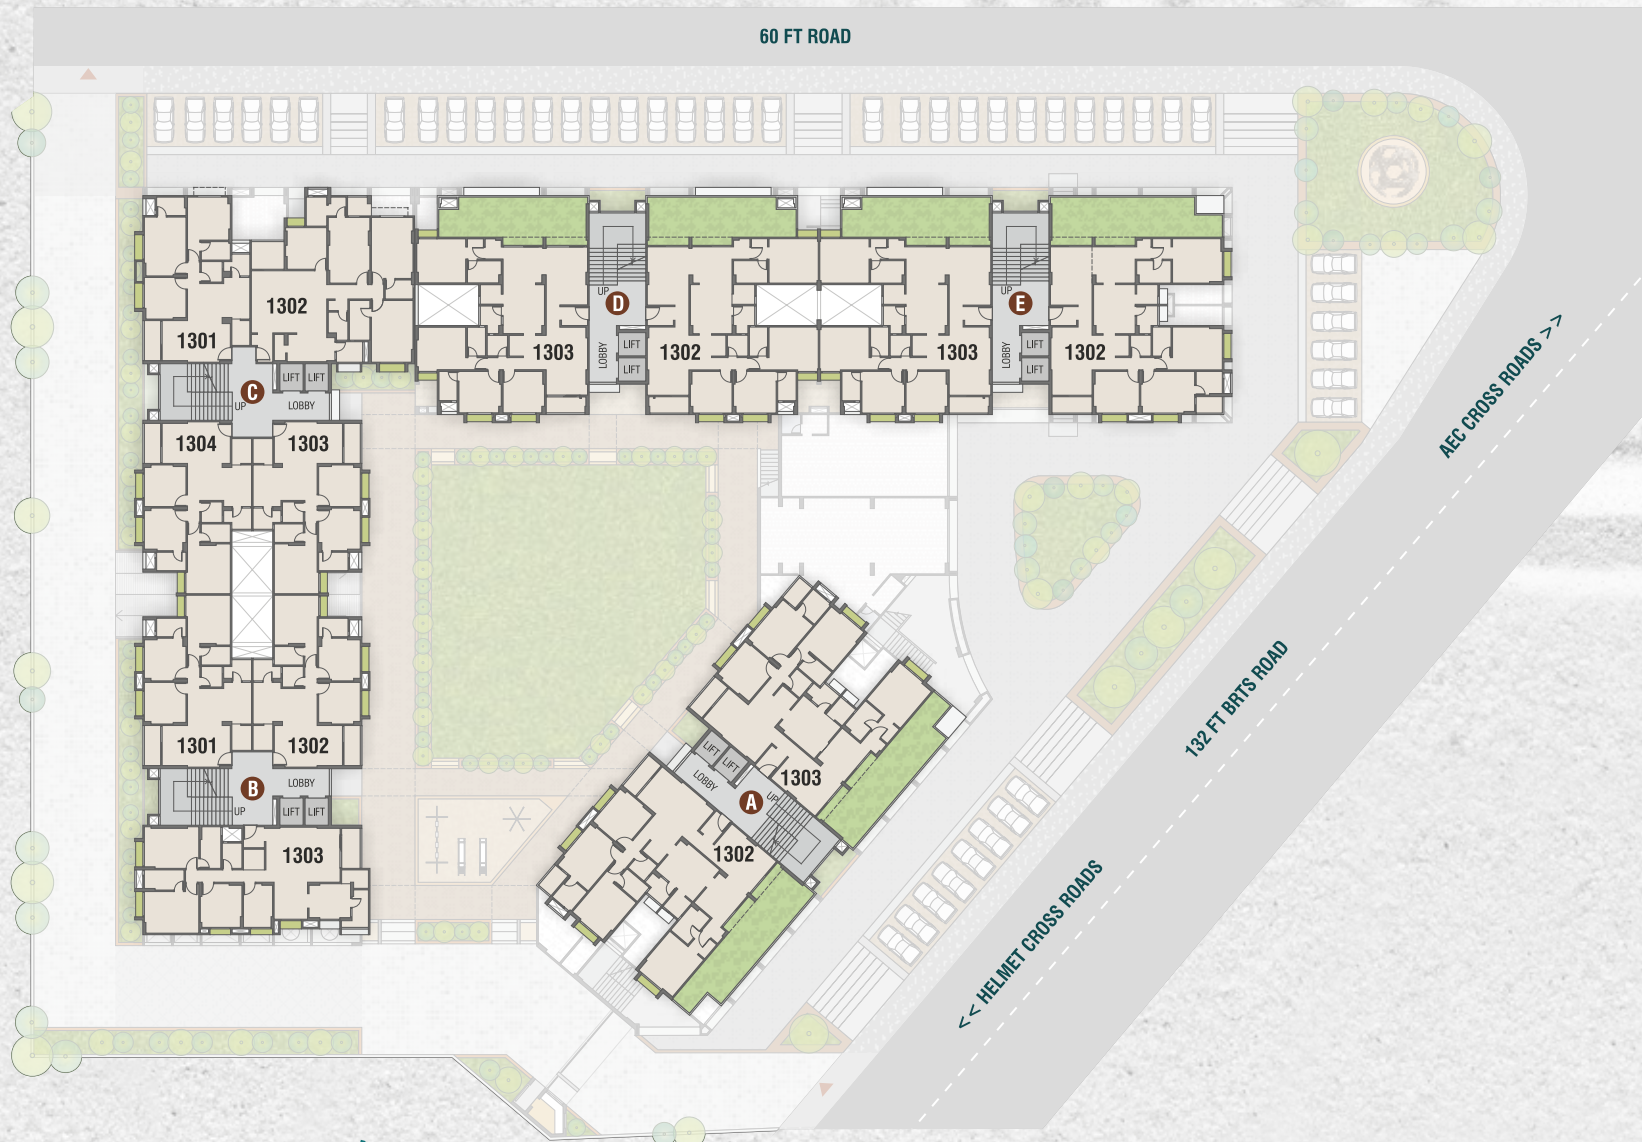 60 FT ROAD
1302
1301
C
LIFT
LIFT
UP
LOBBY
1304
1303
UP
D
LOBBY
LIFT
LIFT
1303
1302
UP
E
LOBBY
LIFT
LIFT
1303
1302
AEC CROSS ROADS >>
132 FT BRTS ROAD
<< HELMET CROSS ROADS
1301
1302
LOBBY
B
UP
LIFT
LIFT
1303
LIFT
LIFT
LOBBY
1303
UP
A
1302